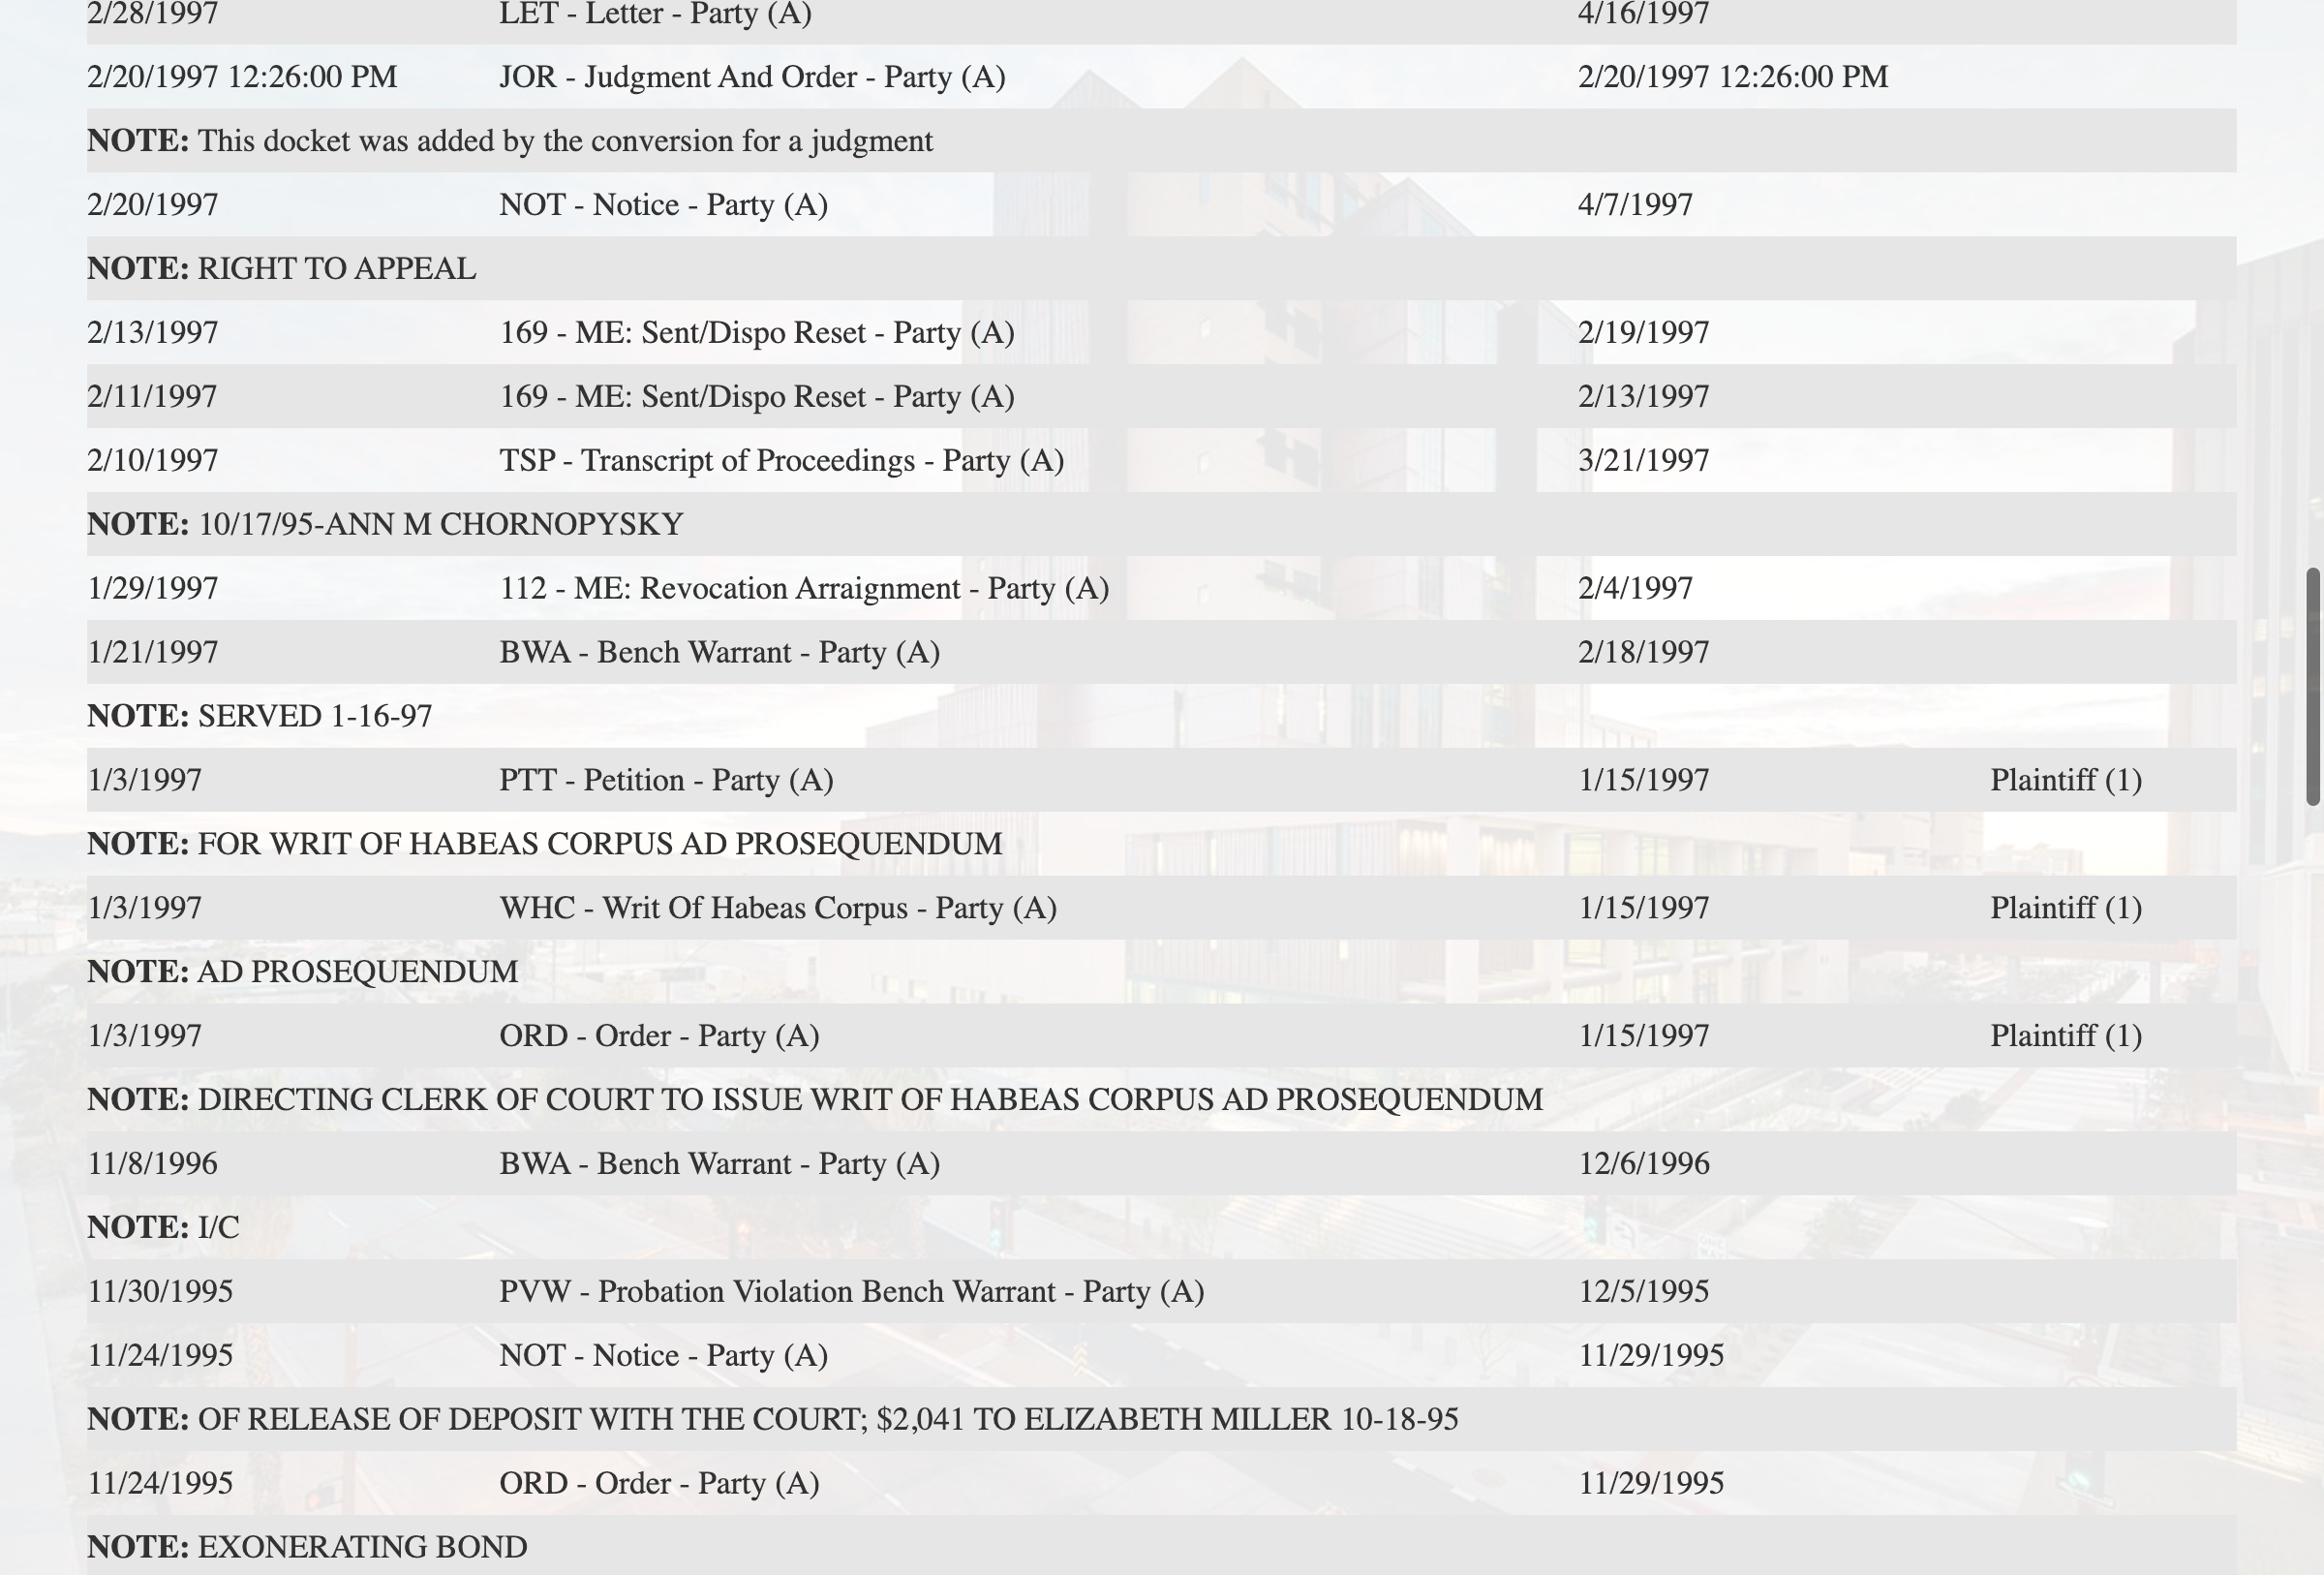 2/28/1997 LET - Letter - Party (A) 4/16/1997
2/20/1997 12:26:00 PM JOR - Judgment And Order - Party (A) 2/20/1997 12:26:00 PM
NOTE: This docket was added by the conversion for a judgment
2/20/1997 NOT - Notice - Party (A) 4/7/1997
NOTE: RIGHT TO APPEAL
2/13/1997 169 - ME: Sent/Dispo Reset - Party (A) 2/19/1997
2/11/1997 169 - ME: Sent/Dispo Reset - Party (A) 2/13/1997
2/10/1997 TSP - Transcript of Proceedings - Party (A) 3/21/1997
NOTE: 10/17/95-ANN M CHORNOPYSKY
1/29/1997 112 - ME: Revocation Arraignment - Party (A) 2/4/1997
1/21/1997 BWA - Bench Warrant - Party (A) 2/18/1997
NOTE: SERVED 1-16-97
1/3/1997 PTT - Petition - Party (A) 1/15/1997 Plaintiff (1)
NOTE: FOR WRIT OF HABEAS CORPUS AD PROSEQUENDUM
1/3/1997 WHC - Writ Of Habeas Corpus - Party (A) 1/15/1997 Plaintiff (1)
NOTE: AD PROSEQUENDUM
1/3/1997 ORD - Order - Party (A) 1/15/1997 Plaintiff (1)
NOTE: DIRECTING CLERK OF COURT TO ISSUE WRIT OF HABEAS CORPUS AD PROSEQUENDUM
11/8/1996 BWA - Bench Warrant - Party (A) 12/6/1996
NOTE: I/C
11/30/1995 PVW - Probation Violation Bench Warrant - Party (A) 12/5/1995
11/24/1995 NOT - Notice - Party (A) 11/29/1995
NOTE: OF RELEASE OF DEPOSIT WITH THE COURT; $2,041 TO ELIZABETH MILLER 10-18-95
11/24/1995 ORD - Order - Party (A) 11/29/1995
NOTE: EXONERATING BOND